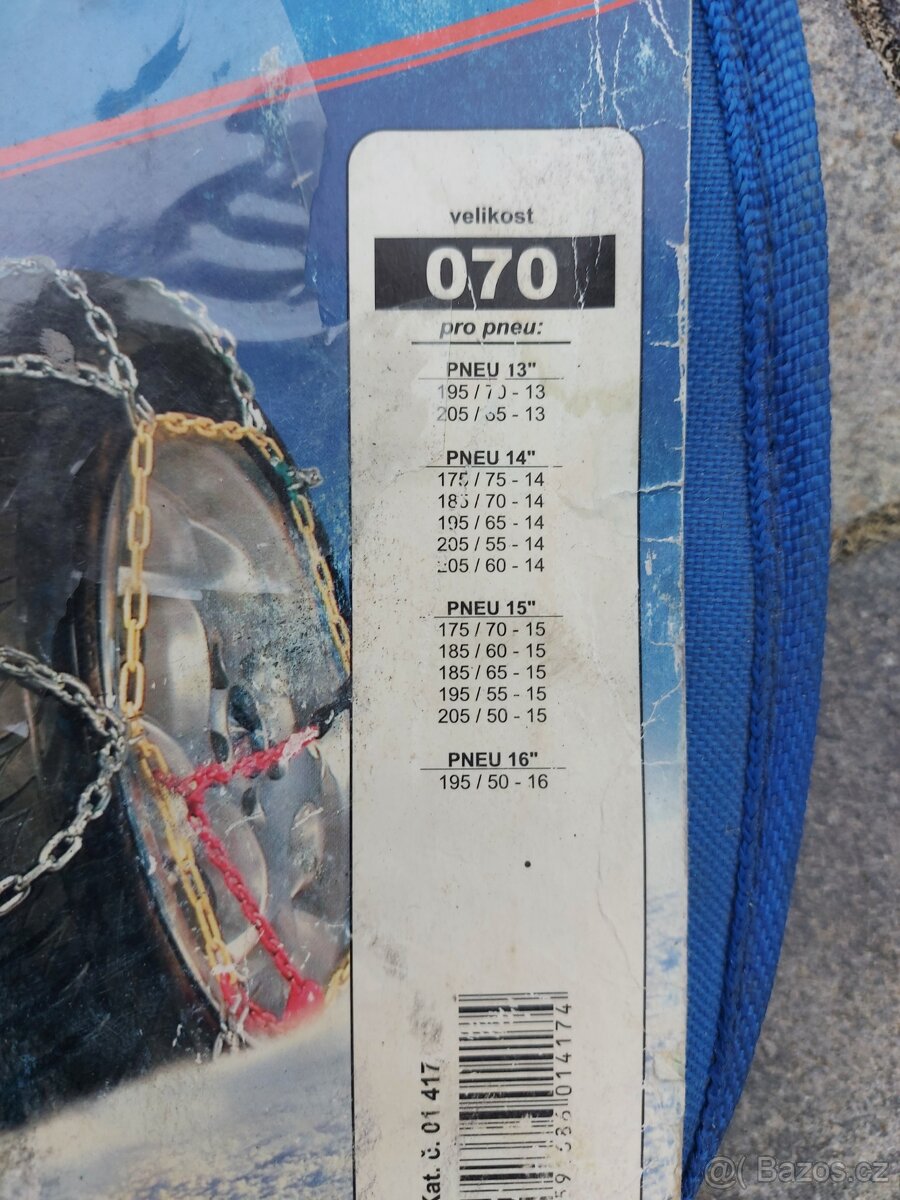 velikost
070
pro pneu:
PNEU 13"
195 / 70 - 13
205 / 65 - 13
PNEU 14"
175 / 75 - 14
185 / 70 - 14
195 / 65 - 14
205 / 55 - 14
205 / 60 - 14
PNEU 15"
175 / 70 - 15
185 / 60 - 15
185 / 65 - 15
195 / 55 - 15
205 / 50 - 15
PNEU 16"
195 / 50 - 16
Kat. č. 01 417
014174
Bazos.cz